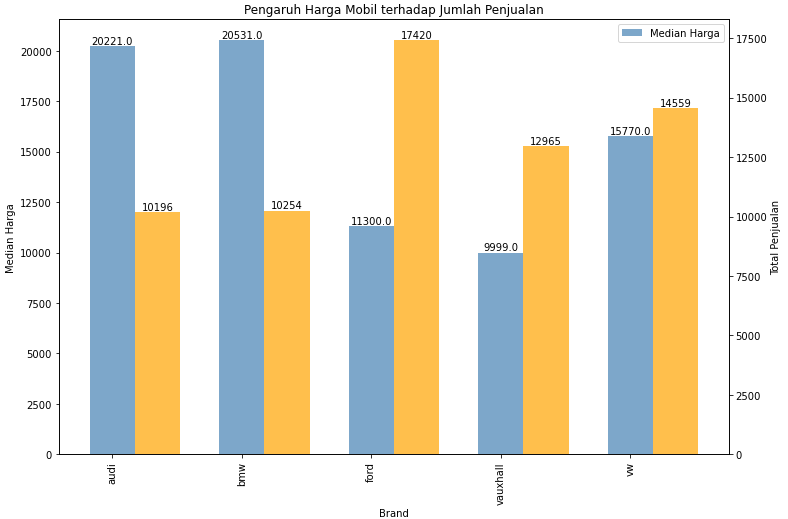 Pengaruh Harga Mobil terhadap Jumlah Penjualan
Median Harga
20000
17500
15000
12500
10000
7500
5000
2500
0
Median Harga
20221.0
10196
20531.0
10254
11300.0
17420
9999.0
12965
15770.0
14559
17500
15000
12500
10000
7500
5000
2500
0
Total Penjualan
audi
bmw
ford
vauxhall
vw
Brand